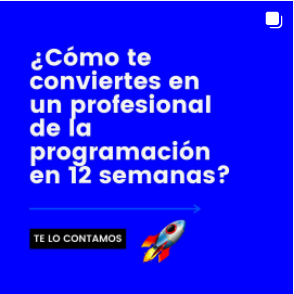 ¿Cómo te
conviertes en
un profesional
de la
programación
en 12 semanas?
TE LO CONTAMOS